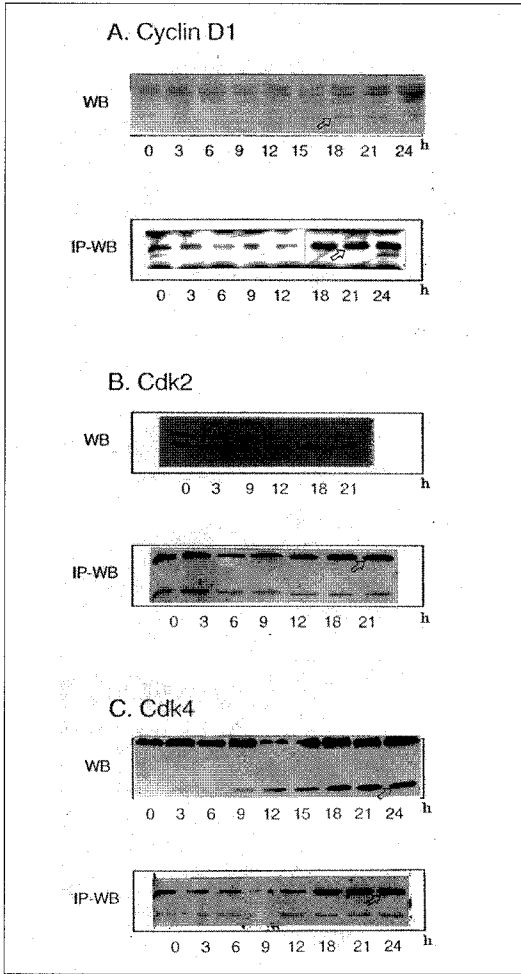 A. Cyclin D1
WB
0 3 6 9 12 15 18 21 24 h
IP-WB
0 3 6 9 12 18 21 24 h
B. Cdk2
WB
0 3 9 12 18 21 h
IP-WB
0 3 6 9 12 18 21 h
C. Cdk4
WB
0 3 6 9 12 15 18 21 24 h
IP-WB
0 3 6 9 12 18 21 24 h